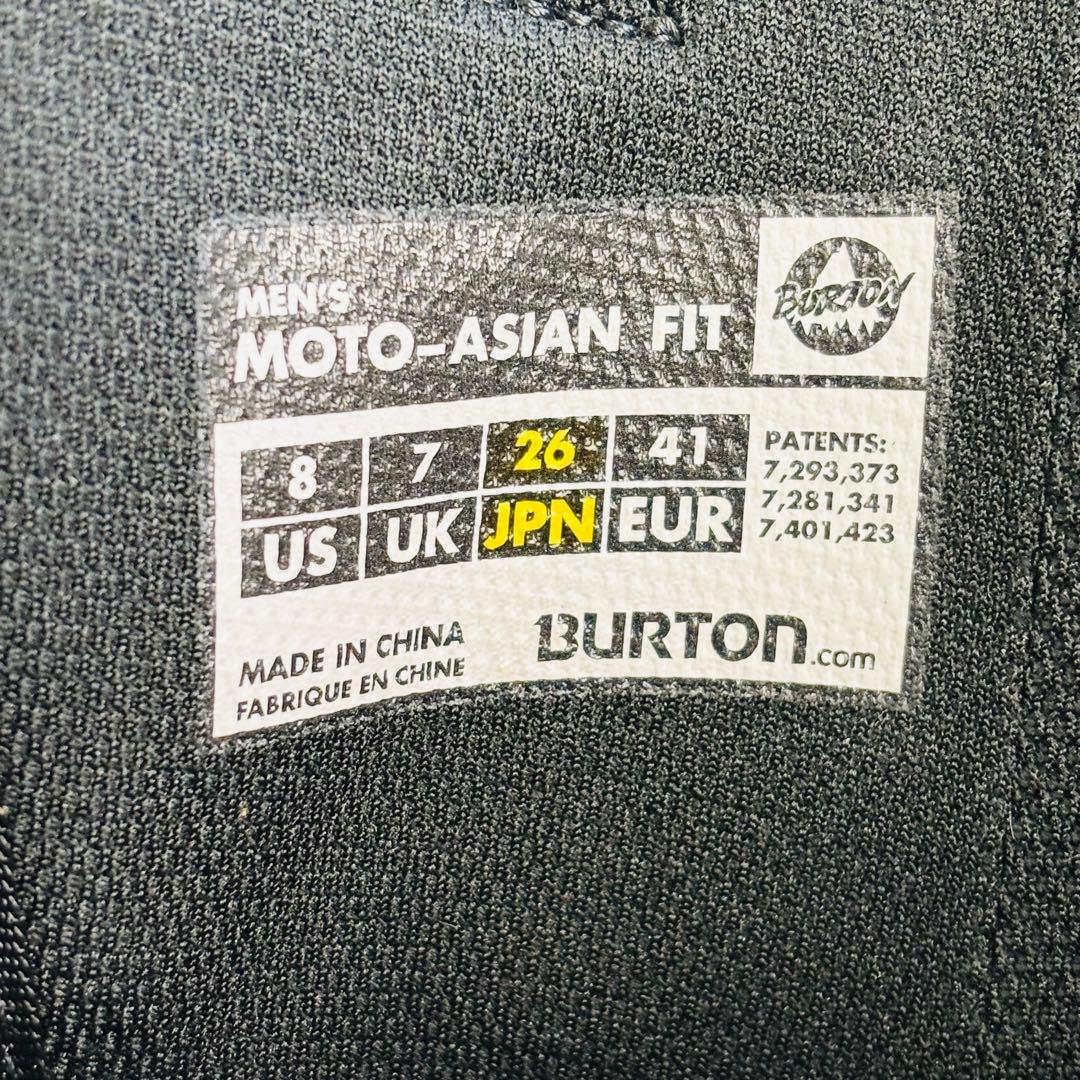 MEN'S
MOTO-ASIAN FIT
BURTON
8 7 26 41
US UK JPN EUR
PATENTS:
7,293,373
7,281,341
7,401,423
MADE IN CHINA
FABRIQUE EN CHINE
BURTON.com